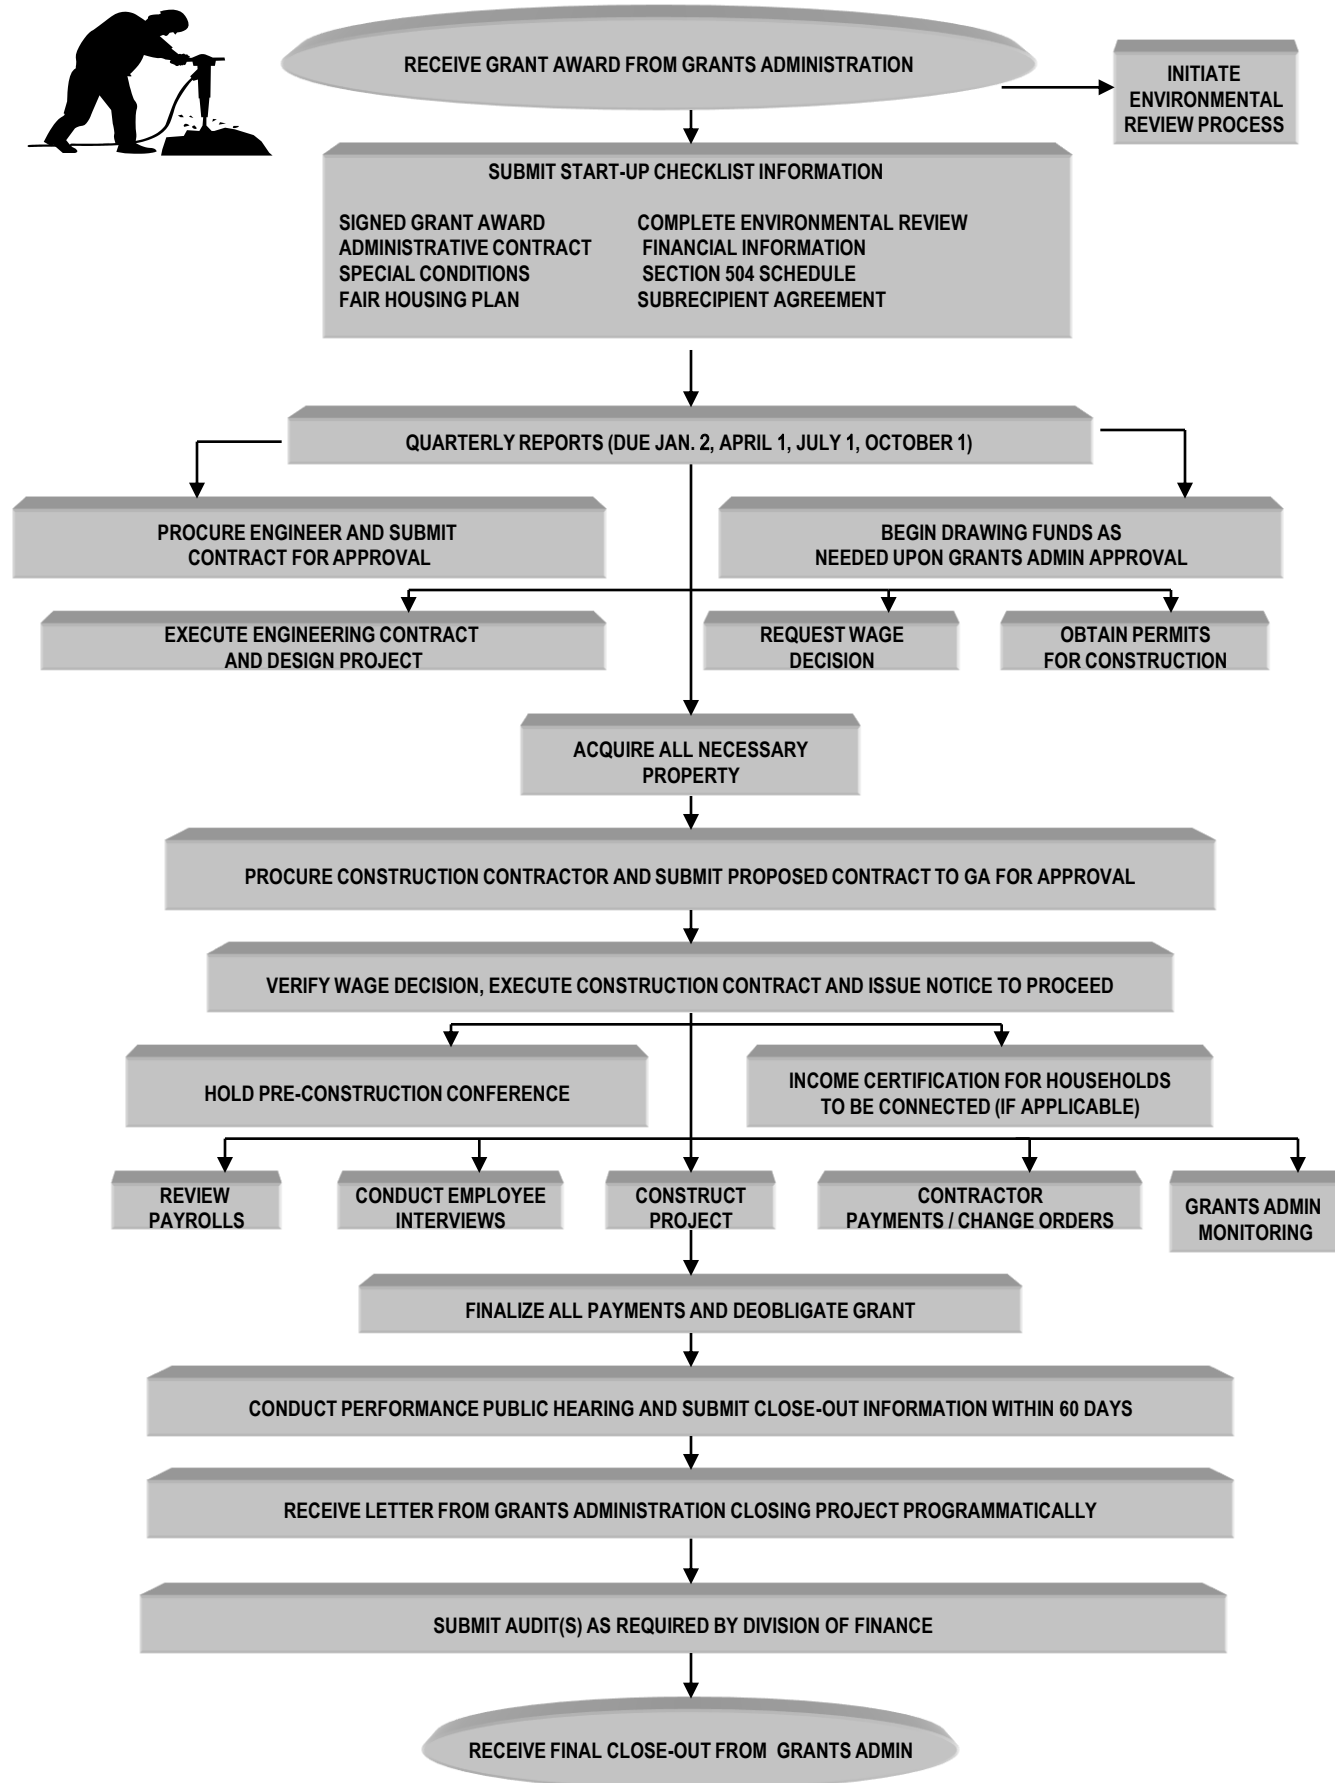 RECEIVE GRANT AWARD FROM GRANTS ADMINISTRATION
INITIATE
ENVIRONMENTAL
REVIEW PROCESS
SUBMIT START-UP CHECKLIST INFORMATION
SIGNED GRANT AWARD COMPLETE ENVIRONMENTAL REVIEW
ADMINISTRATIVE CONTRACT FINANCIAL INFORMATION
SPECIAL CONDITIONS SECTION 504 SCHEDULE
FAIR HOUSING PLAN SUBRECIPIENT AGREEMENT
QUARTERLY REPORTS (DUE JAN. 2, APRIL 1, JULY 1, OCTOBER 1)
PROCURE ENGINEER AND SUBMIT
CONTRACT FOR APPROVAL
BEGIN DRAWING FUNDS AS
NEEDED UPON GRANTS ADMIN APPROVAL
EXECUTE ENGINEERING CONTRACT
AND DESIGN PROJECT
REQUEST WAGE
DECISION
OBTAIN PERMITS
FOR CONSTRUCTION
ACQUIRE ALL NECESSARY
PROPERTY
PROCURE CONSTRUCTION CONTRACTOR AND SUBMIT PROPOSED CONTRACT TO GA FOR APPROVAL
VERIFY WAGE DECISION, EXECUTE CONSTRUCTION CONTRACT AND ISSUE NOTICE TO PROCEED
HOLD PRE-CONSTRUCTION CONFERENCE
INCOME CERTIFICATION FOR HOUSEHOLDS
TO BE CONNECTED (IF APPLICABLE)
REVIEW
PAYROLLS
CONDUCT EMPLOYEE
INTERVIEWS
CONSTRUCT
PROJECT
CONTRACTOR
PAYMENTS / CHANGE ORDERS
GRANTS ADMIN
MONITORING
FINALIZE ALL PAYMENTS AND DEOBLIGATE GRANT
CONDUCT PERFORMANCE PUBLIC HEARING AND SUBMIT CLOSE-OUT INFORMATION WITHIN 60 DAYS
RECEIVE LETTER FROM GRANTS ADMINISTRATION CLOSING PROJECT PROGRAMMATICALLY
SUBMIT AUDIT(S) AS REQUIRED BY DIVISION OF FINANCE
RECEIVE FINAL CLOSE-OUT FROM GRANTS ADMIN